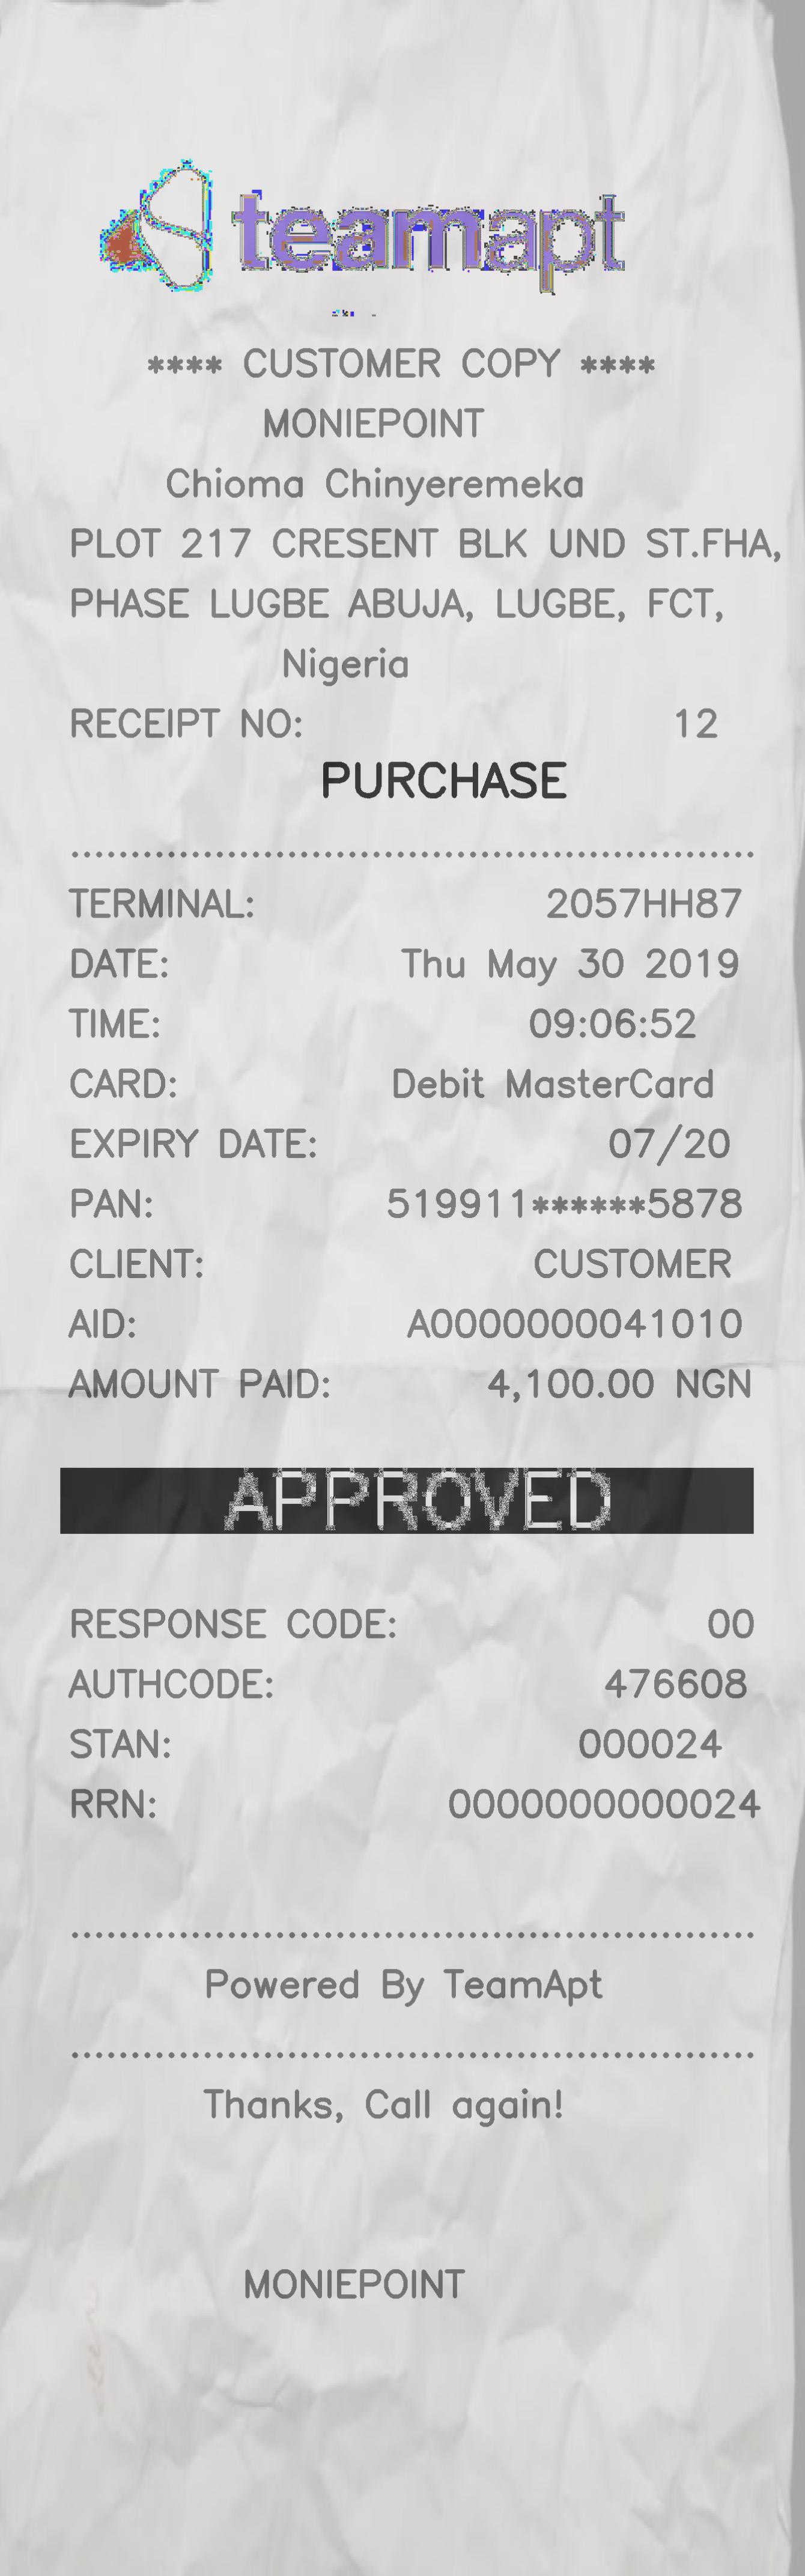 teamapt
**** CUSTOMER COPY ****
MONIEPOINT
Chioma Chinyeremeka
PLOT 217 CRESENT BLK UND ST.FHA,
PHASE LUGBE ABUJA, LUGBE, FCT,
Nigeria
RECEIPT NO: 12
PURCHASE
TERMINAL: 2057HH87
DATE: Thu May 30 2019
TIME: 09:06:52
CARD: Debit MasterCard
EXPIRY DATE: 07/20
PAN: 519911******5878
CLIENT: CUSTOMER
AID: A0000000041010
AMOUNT PAID: 4,100.00 NGN
APPROVED
RESPONSE CODE: 00
AUTHCODE: 476608
STAN: 000024
RRN: 0000000000024
Powered By TeamApt
Thanks, Call again!
MONIEPOINT